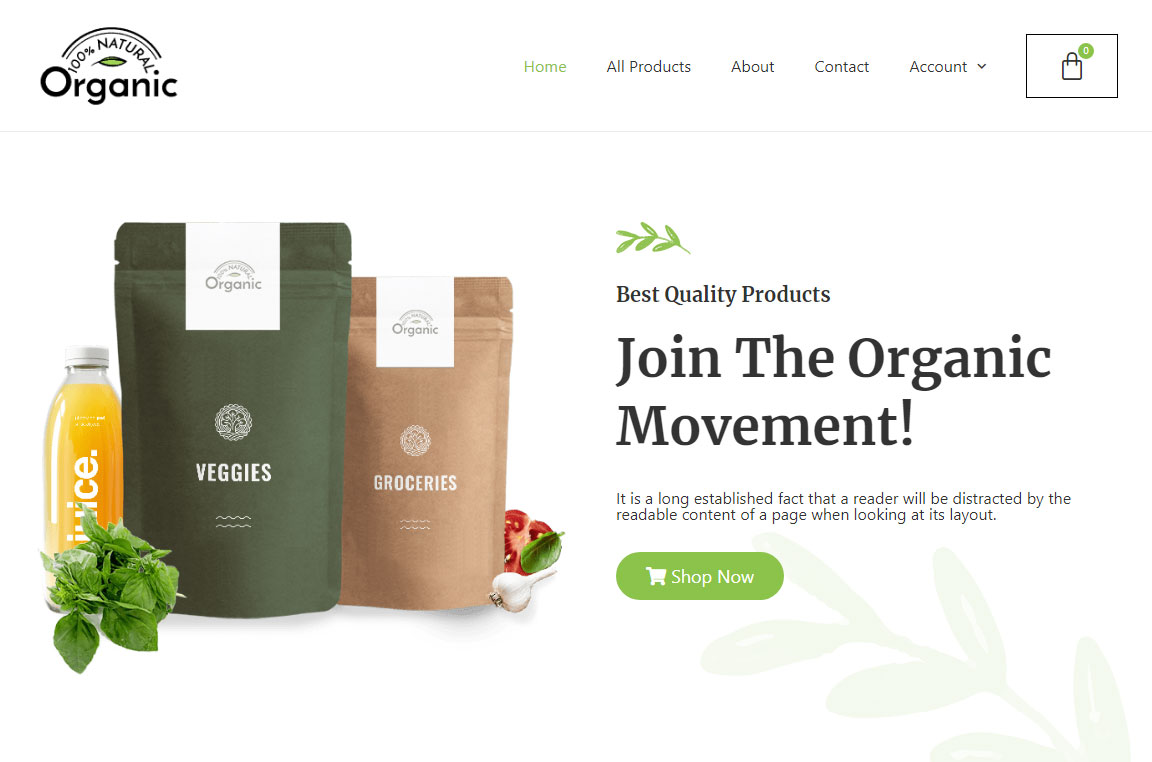 100% NATURAL
Organic
Home
All Products
About
Contact
Account
0
100% NATURAL
Organic
VEGGIES
Organic
GROCERIES
juice.
Best Quality Products
Join The Organic
Movement!
It is a long established fact that a reader will be distracted by the
readable content of a page when looking at its layout.
Shop Now